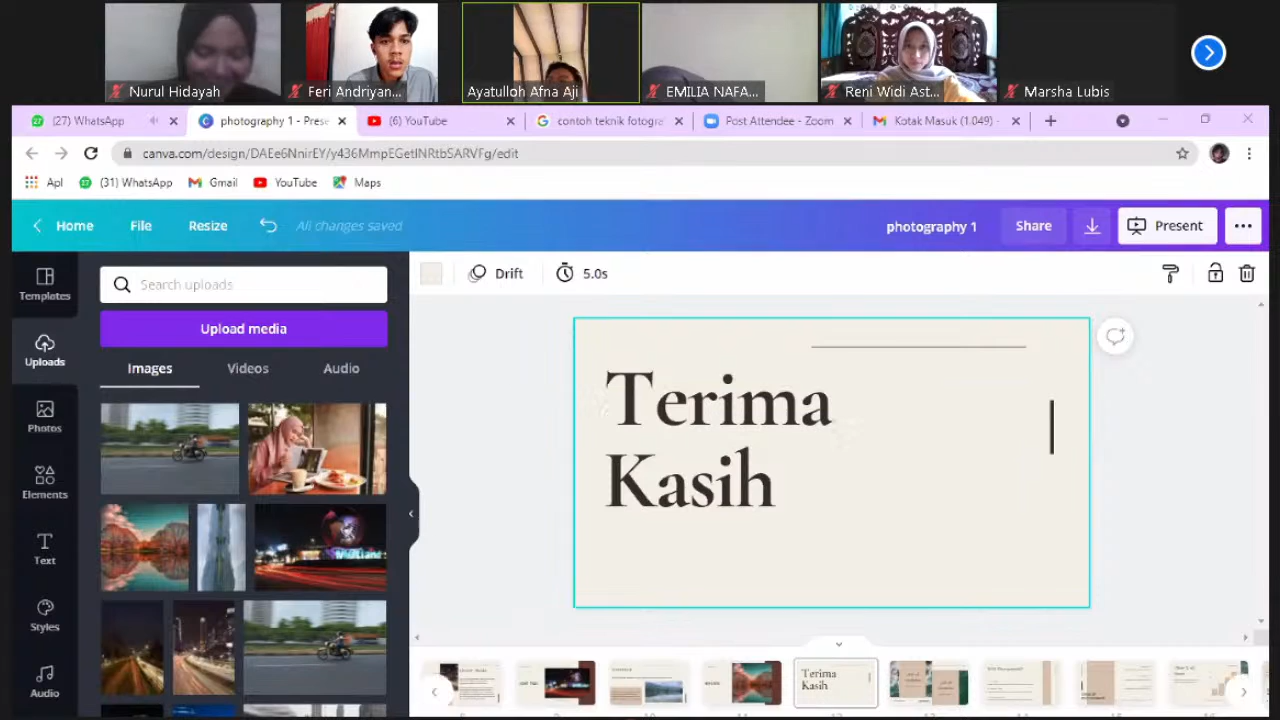 Nurul Hidayah
Feri Andriyan...
Ayatulloh Afna Aji
EMILIA NAFA...
Reni Widi Ast...
Marsha Lubis
(27) WhatsApp
photography 1 - Prese
(6) YouTube
contoh teknik fotogra
Post Attendee - Zoom
Kotak Masuk (1.049) -
canva.com/design/DAEe6NnirEY/y436MmpEGetINRtbSARVFg/edit
Apl
(31) WhatsApp
Gmail
YouTube
Maps
Home
File
Resize
All changes saved
photography 1
Share
Present
Templates
Uploads
Photos
Elements
Text
Styles
Audio
Search uploads
Upload media
Images
Videos
Audio
Drift
5.0s
Terima
Kasih
Terima
Kasih